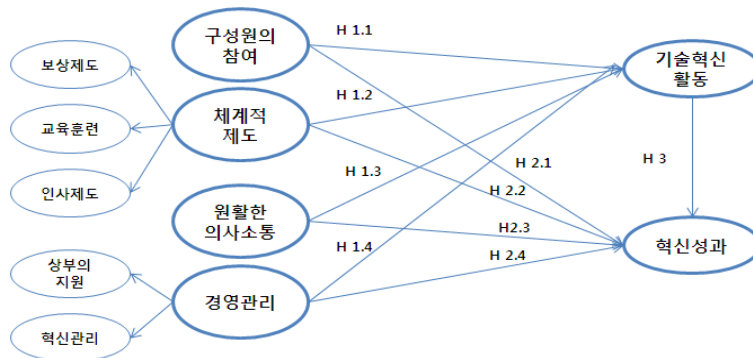 구성원의
참여
H 1.1
기술혁신
활동
보상제도
체계적
제도
H 1.2
교육훈련
H 1.3
H 2.1
H 3
인사제도
H 2.2
원활한
의사소통
H2.3
혁신성과
상부의
지원
H 1.4
H 2.4
경영관리
혁신관리